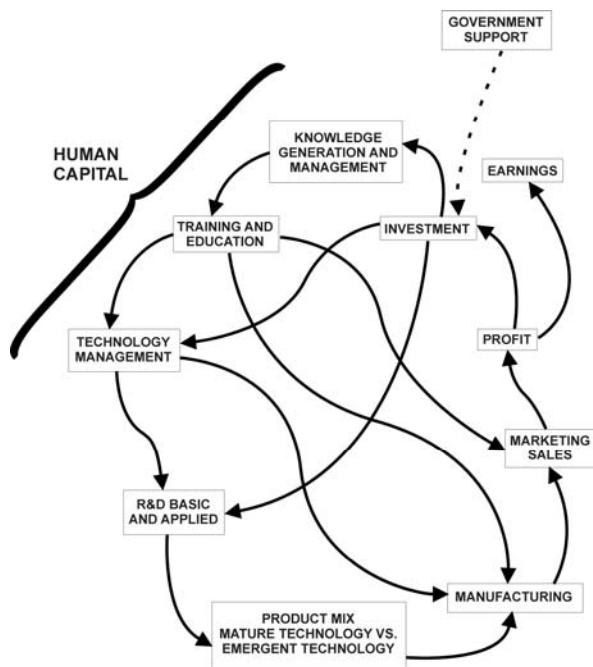 GOVERNMENT
SUPPORT
HUMAN
CAPITAL
KNOWLEDGE
GENERATION AND
MANAGEMENT
EARNINGS
TRAINING AND
EDUCATION
INVESTMENT
TECHNOLOGY
MANAGEMENT
PROFIT
MARKETING
SALES
R&D BASIC
AND APPLIED
MANUFACTURING
PRODUCT MIX
MATURE TECHNOLOGY VS.
EMERGENT TECHNOLOGY